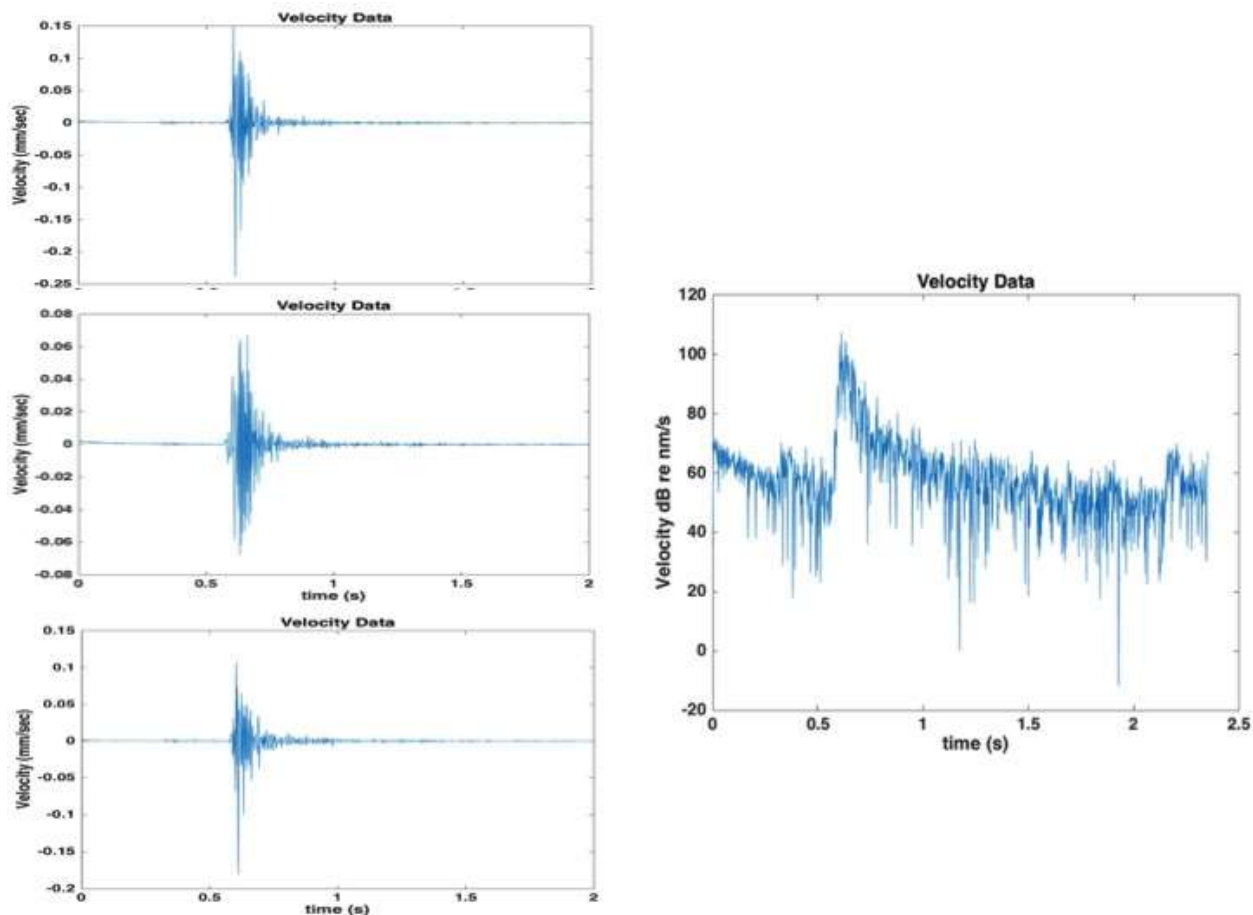 Velocity Data
0.15
0.1
0.05
0
-0.05
-0.1
-0.15
-0.2
-0.25
Velocity (mm/sec)
Velocity Data
0.08
0.06
0.04
0.02
0
-0.02
-0.04
-0.06
-0.08
Velocity (mm/sec)
0 0.5 1 1.5 2
time (s)
Velocity Data
0.15
0.1
0.05
0
-0.05
-0.1
-0.15
-0.2
Velocity (mm/sec)
0 0.5 1 1.5 2
time (s)
Velocity Data
120
100
80
60
40
20
0
-20
Velocity dB re nm/s
0 0.5 1 1.5 2 2.5
time (s)